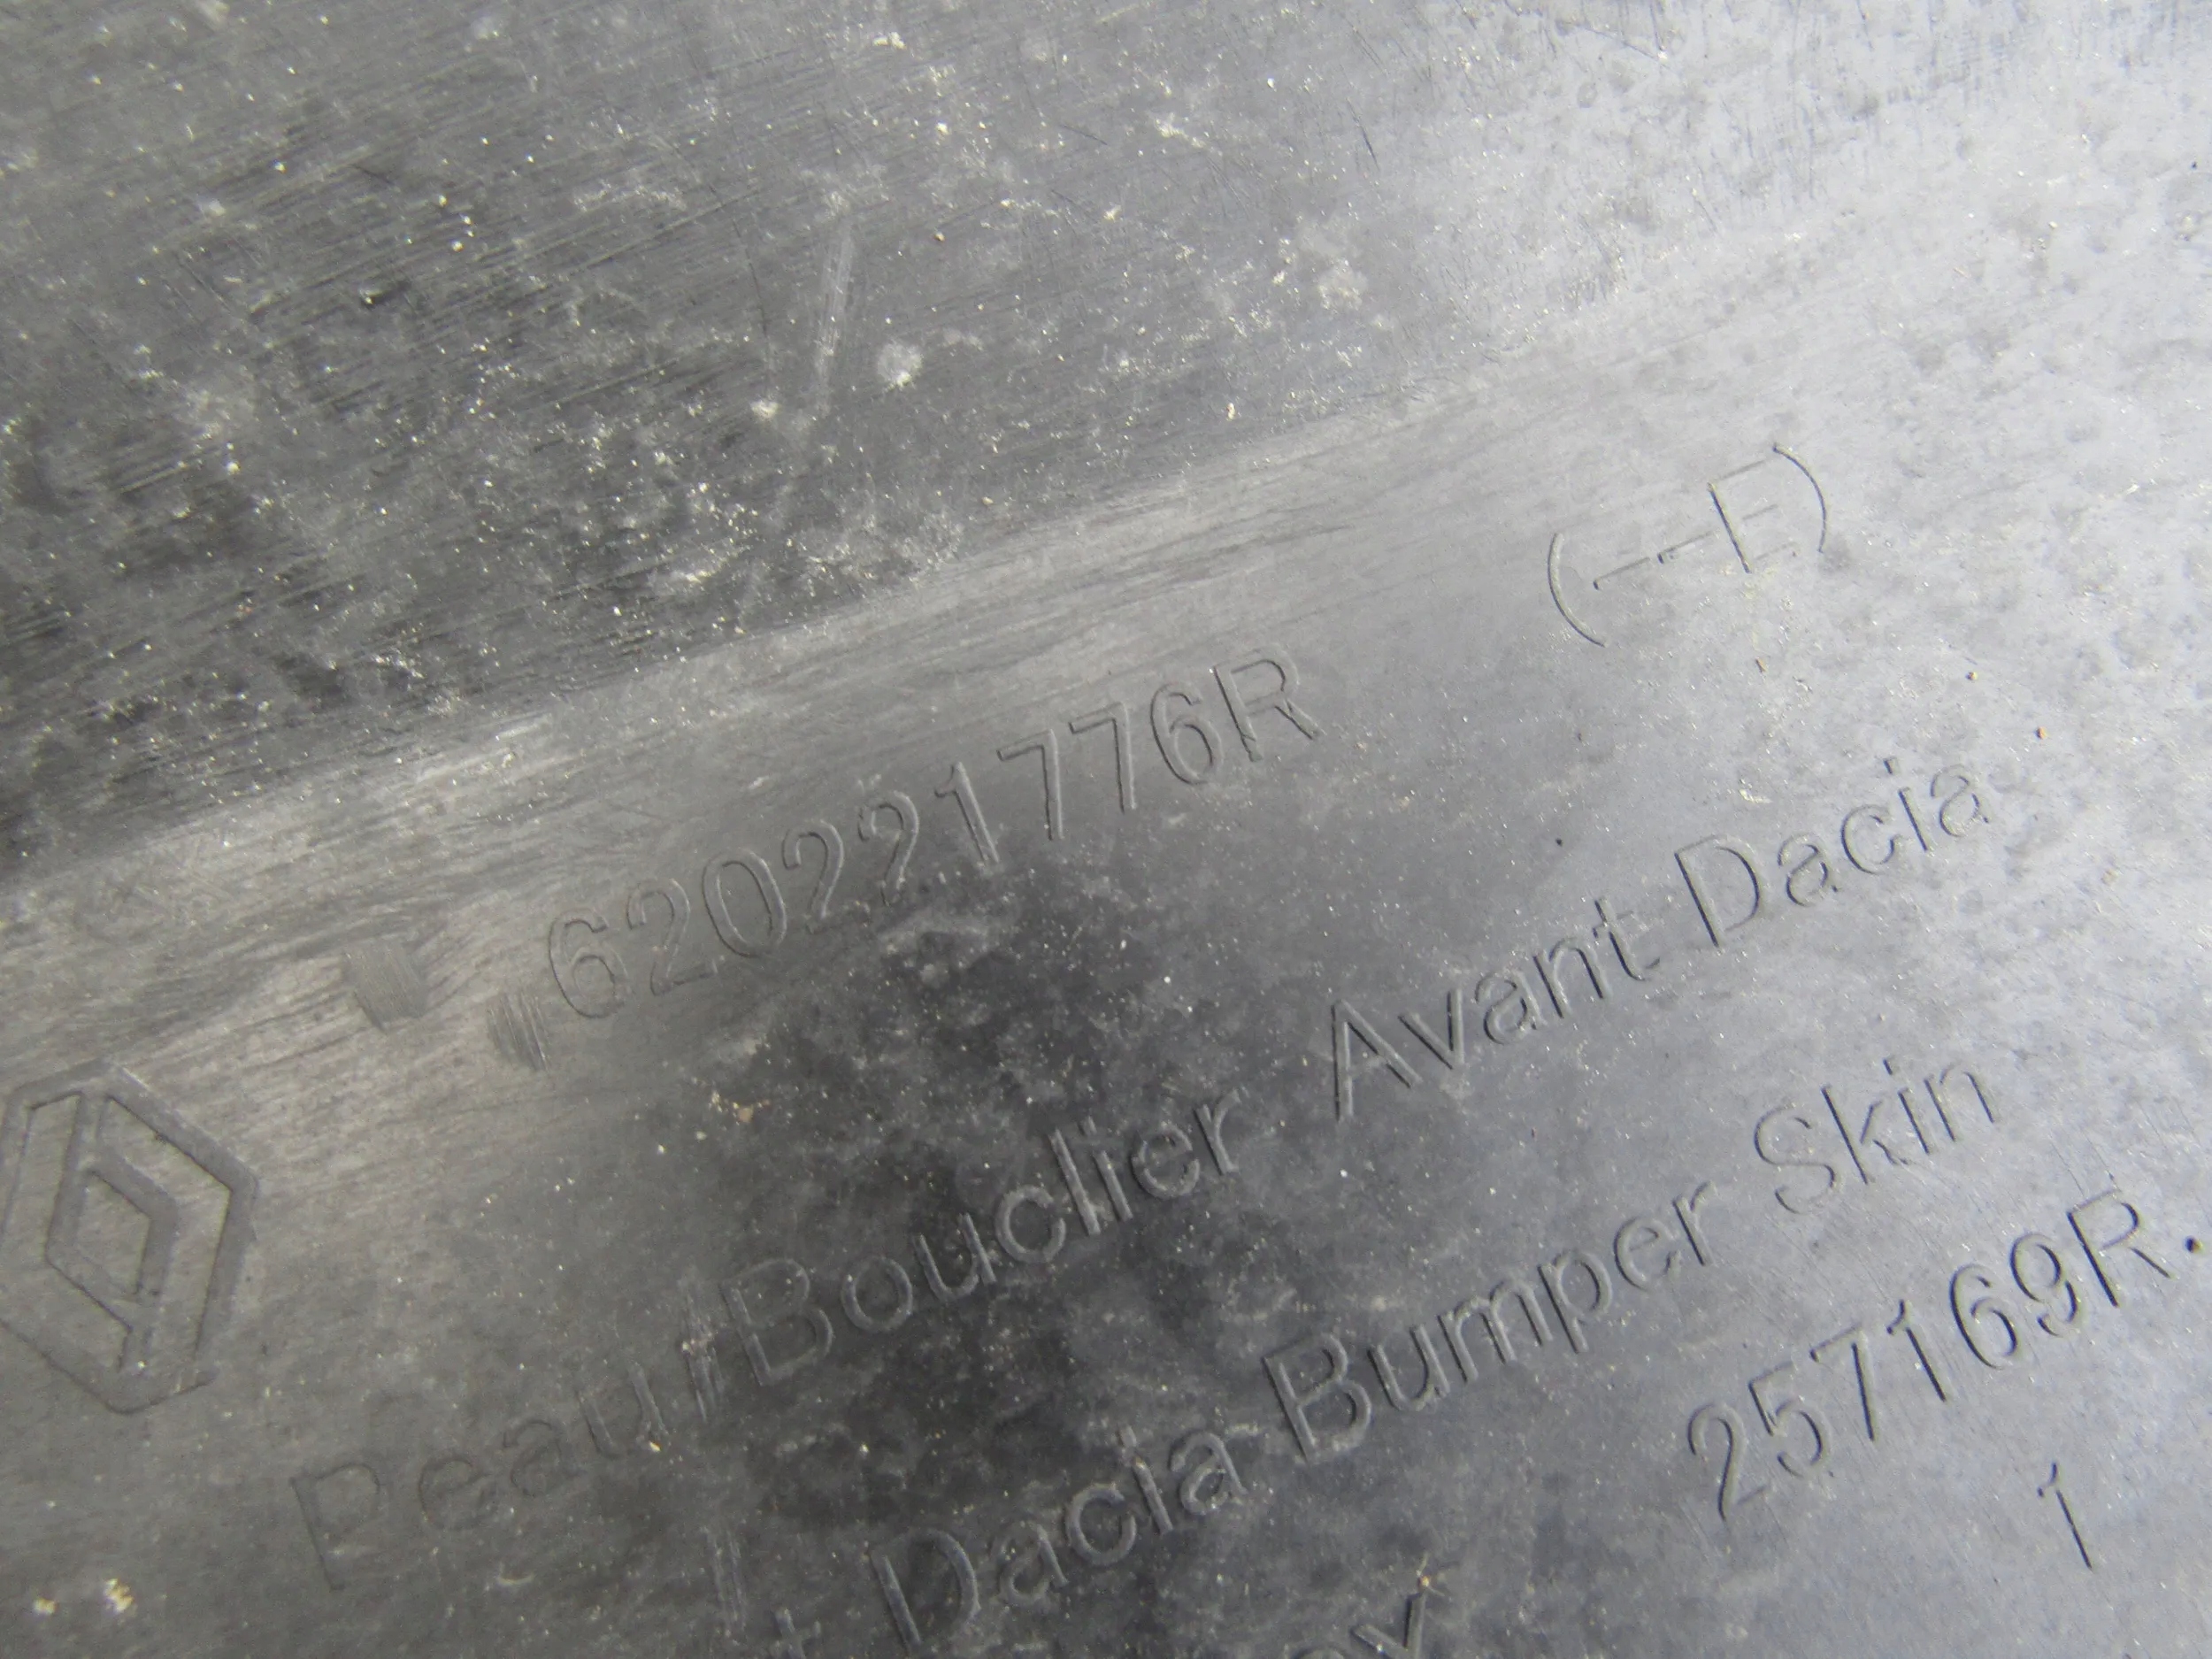 620221776R (--E)
Peau Bouclier Avant Dacia
Dacia Bumper Skin
257169R.
1